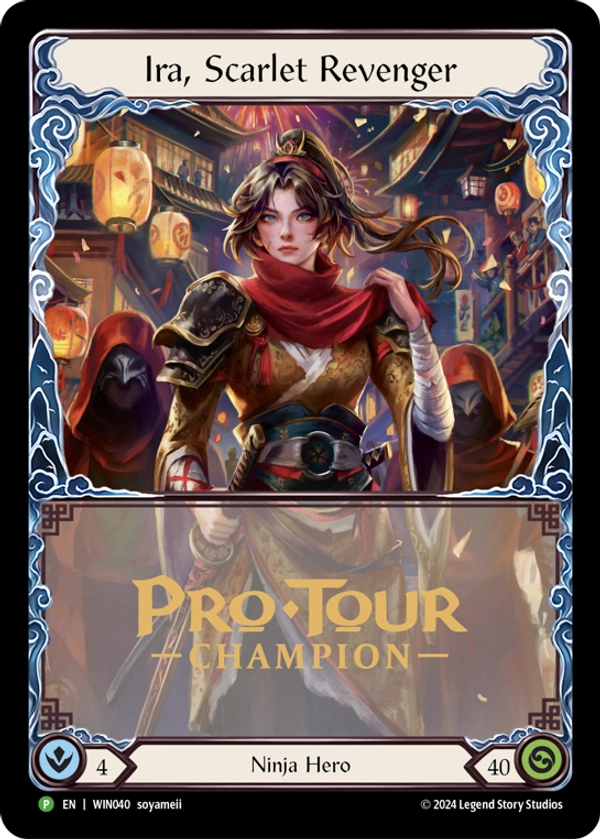 Ira, Scarlet Revenger
PRO·TOUR
—CHAMPION—
4
Ninja Hero
40
P EN | WIN040 soyameii © 2024 Legend Story Studios